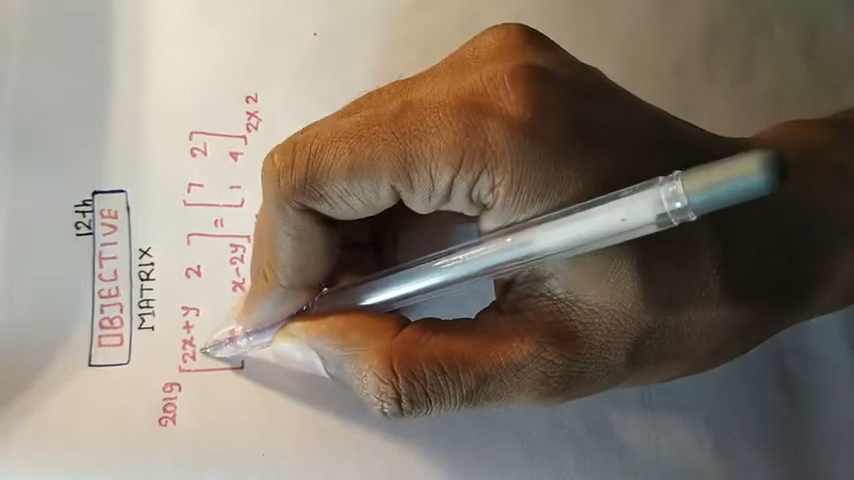 12th
OBJECTIVE
MATRIX
2019 [2x+y 2] = [7 2]
x-2y] [1 4] 2x2